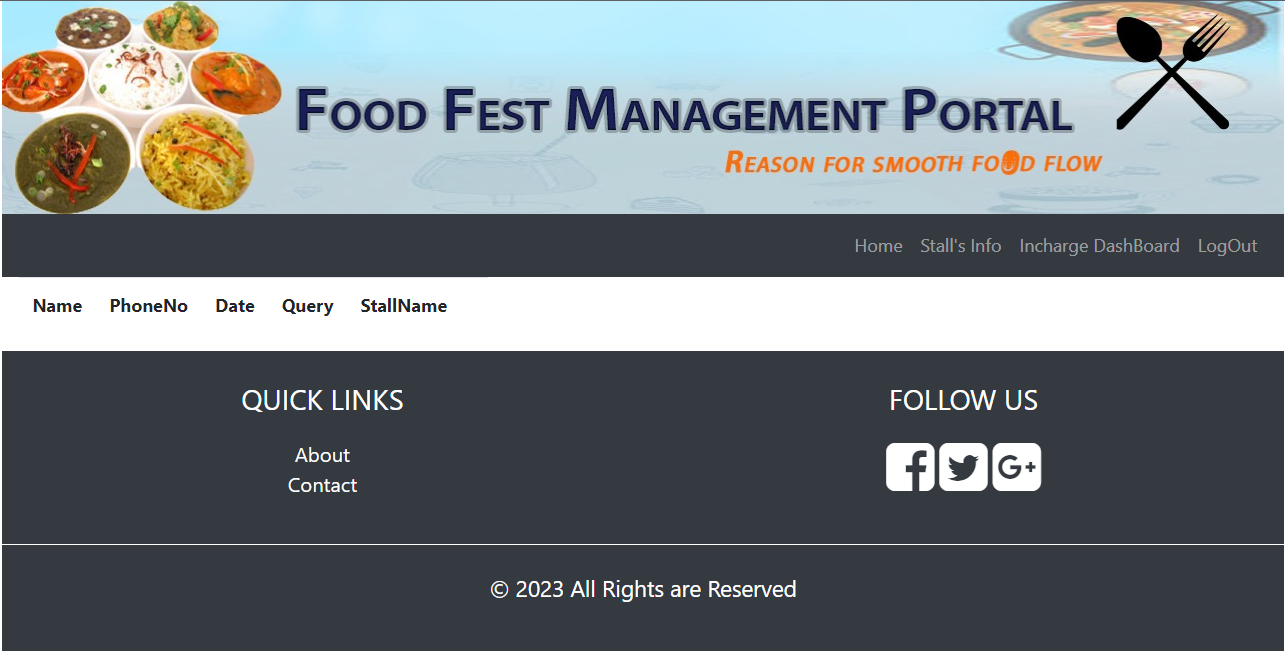 FOOD FEST MANAGEMENT PORTAL
REASON FOR SMOOTH FOOD FLOW
Home Stall's Info Incharge DashBoard LogOut
Name PhoneNo Date Query StallName
QUICK LINKS
About
Contact
FOLLOW US
G+
© 2023 All Rights are Reserved